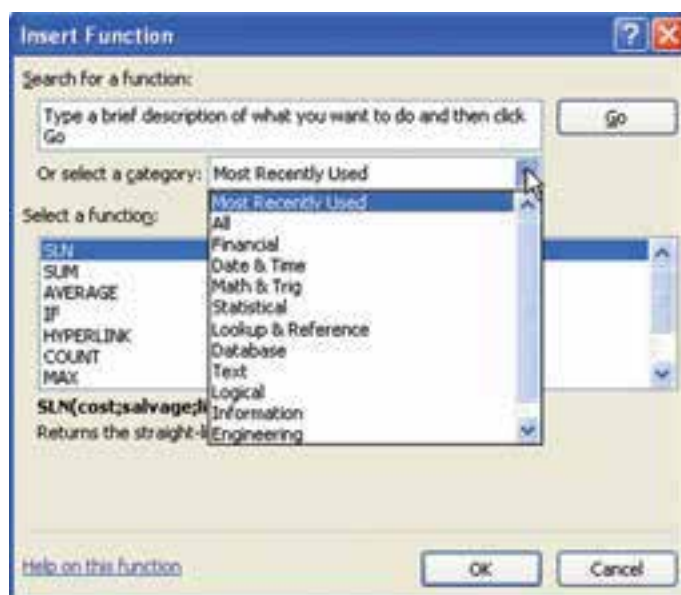 Insert Function
Search for a function:
Type a brief description of what you want to do and then click
Go
Go
Or select a category: Most Recently Used
Most Recently Used
All
Select a function:
Financial
SLN
Date & Time
SUM
Math & Trig
AVERAGE
Statistical
IF
Lookup & Reference
HYPERLINK
Database
COUNT
Text
MAX
Logical
SLN(cost;salvage;li
Information
Returns the straight-li
Engineering
Help on this function
OK
Cancel